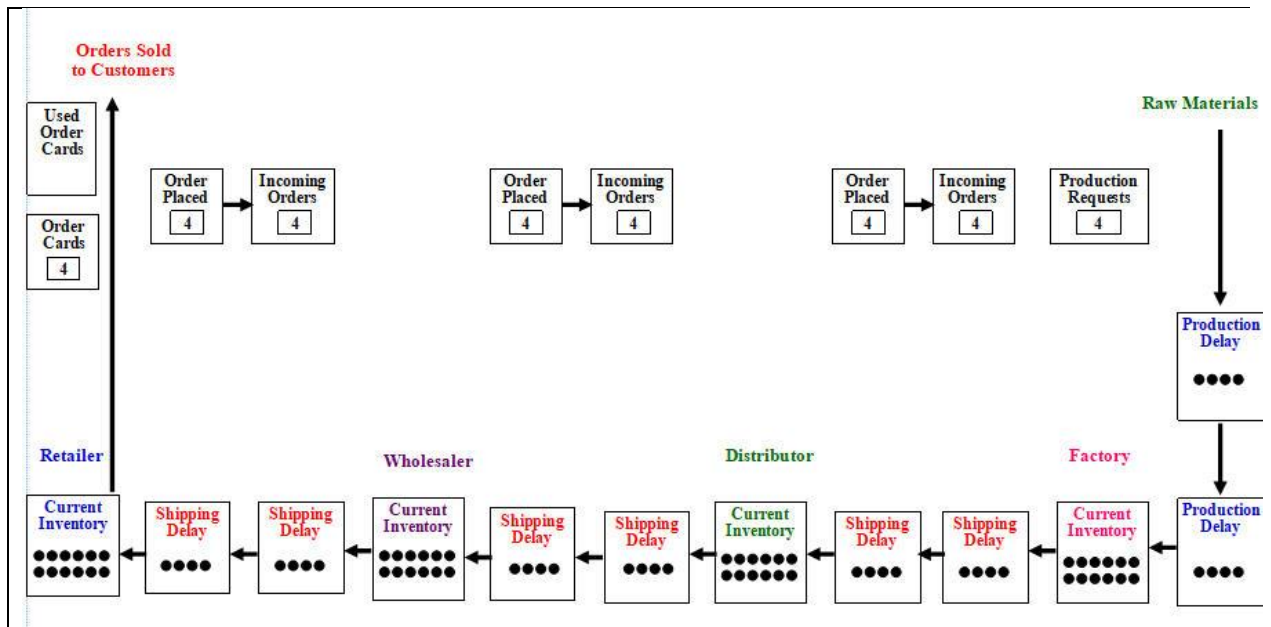 Orders Sold
to Customers
Used
Order
Cards
Raw Materials
Order
Placed
4
Incoming
Orders
4
Order
Placed
4
Incoming
Orders
4
Order
Placed
4
Incoming
Orders
4
Production
Requests
4
Order
Cards
4
Production
Delay
Retailer
Wholesaler
Distributor
Factory
Current
Inventory
Shipping
Delay
Shipping
Delay
Current
Inventory
Shipping
Delay
Shipping
Delay
Current
Inventory
Shipping
Delay
Shipping
Delay
Current
Inventory
Production
Delay